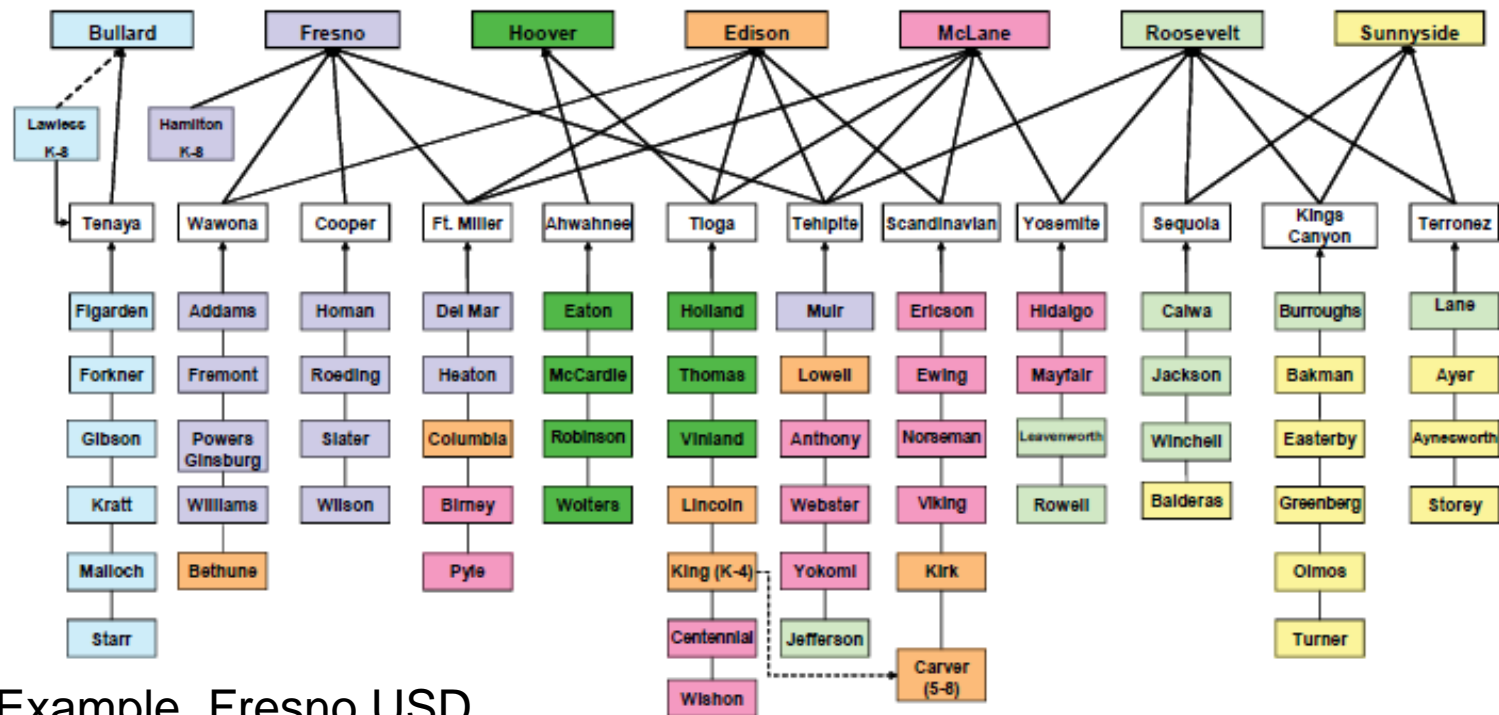 Bullard
Fresno
Hoover
Edison
McLane
Roosevelt
Sunnyside
Lawless
K-8
Hamilton
K-8
Tenaya
Wawona
Cooper
Ft. Miller
Ahwahnee
Tioga
Tehipite
Scandinavian
Yosemite
Sequoia
Kings
Canyon
Terronez
Figarden
Addams
Homan
Del Mar
Eaton
Holland
Muir
Ericson
Hidalgo
Calwa
Burroughs
Lane
Forkner
Fremont
Roeding
Heaton
McCardle
Thomas
Lowell
Ewing
Mayfair
Jackson
Bakman
Ayer
Gibson
Powers
Ginsburg
Slater
Columbia
Robinson
Vinland
Anthony
Norseman
Leavenworth
Winchell
Easterby
Aynesworth
Kratt
Williams
Wilson
Birney
Wolters
Lincoln
Webster
Viking
Rowell
Balderas
Greenberg
Storey
Malloch
Bethune
Pyle
King (K-4)
Yokomi
Kirk
Olmos
Starr
Centennial
Jefferson
Carver
(5-8)
Turner
Wishon
Example, Fresno USD